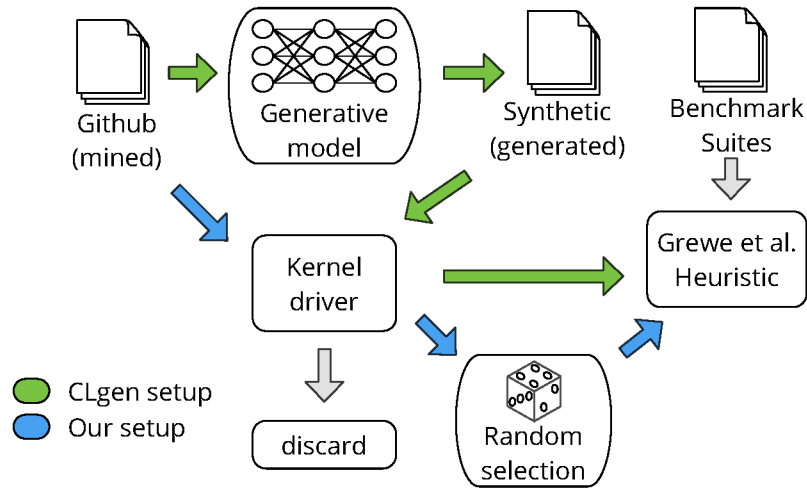 Github
(mined)
Generative
model
Synthetic
(generated)
Benchmark
Suites
Kernel
driver
Grewe et al.
Heuristic
CLgen setup
Our setup
discard
Random
selection